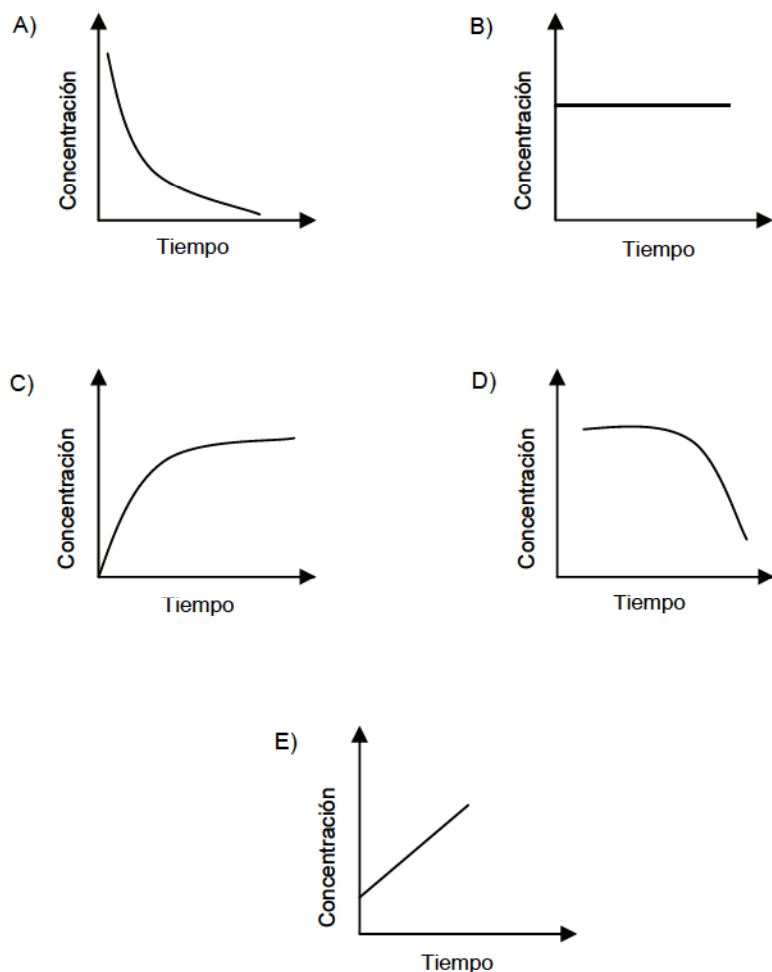 A)
Concentración
Tiempo
B)
Concentración
Tiempo
C)
Concentración
Tiempo
D)
Concentración
Tiempo
E)
Concentración
Tiempo